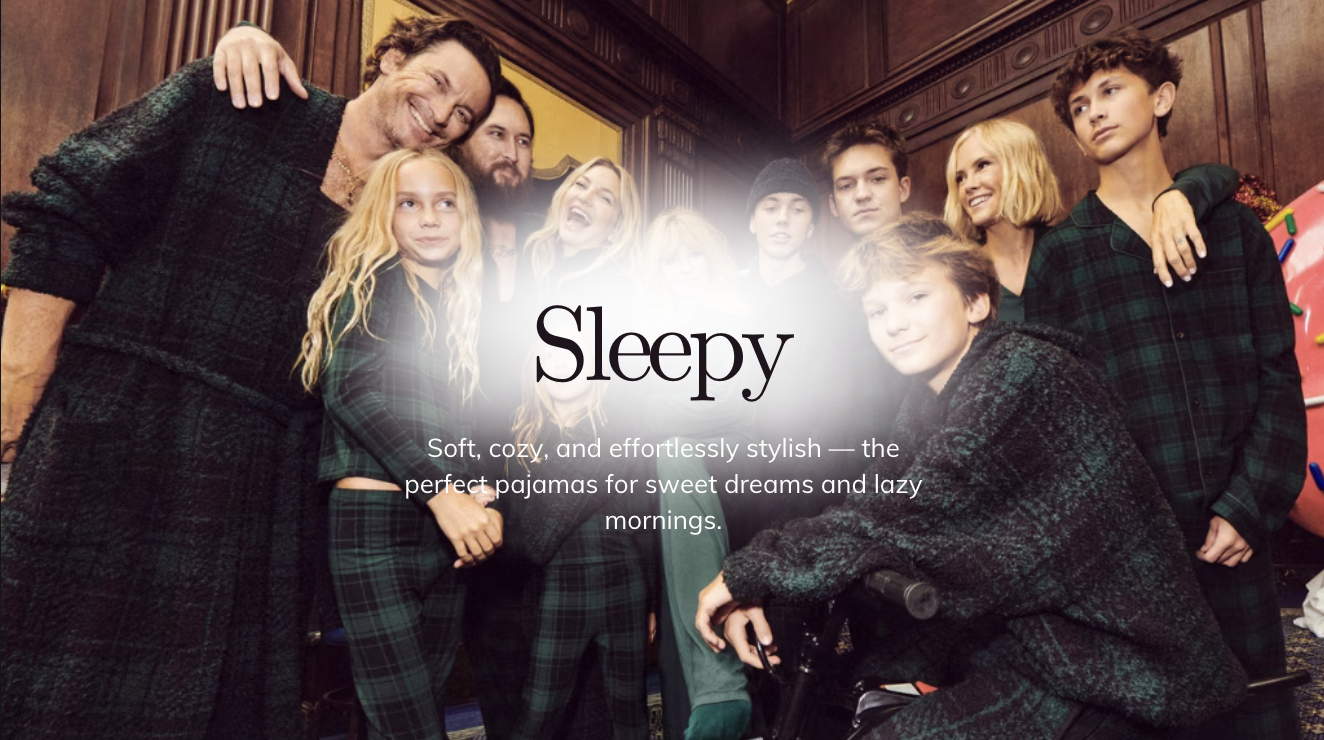 Sleepy
Soft, cozy, and effortlessly stylish — the
perfect pajamas for sweet dreams and lazy
mornings.